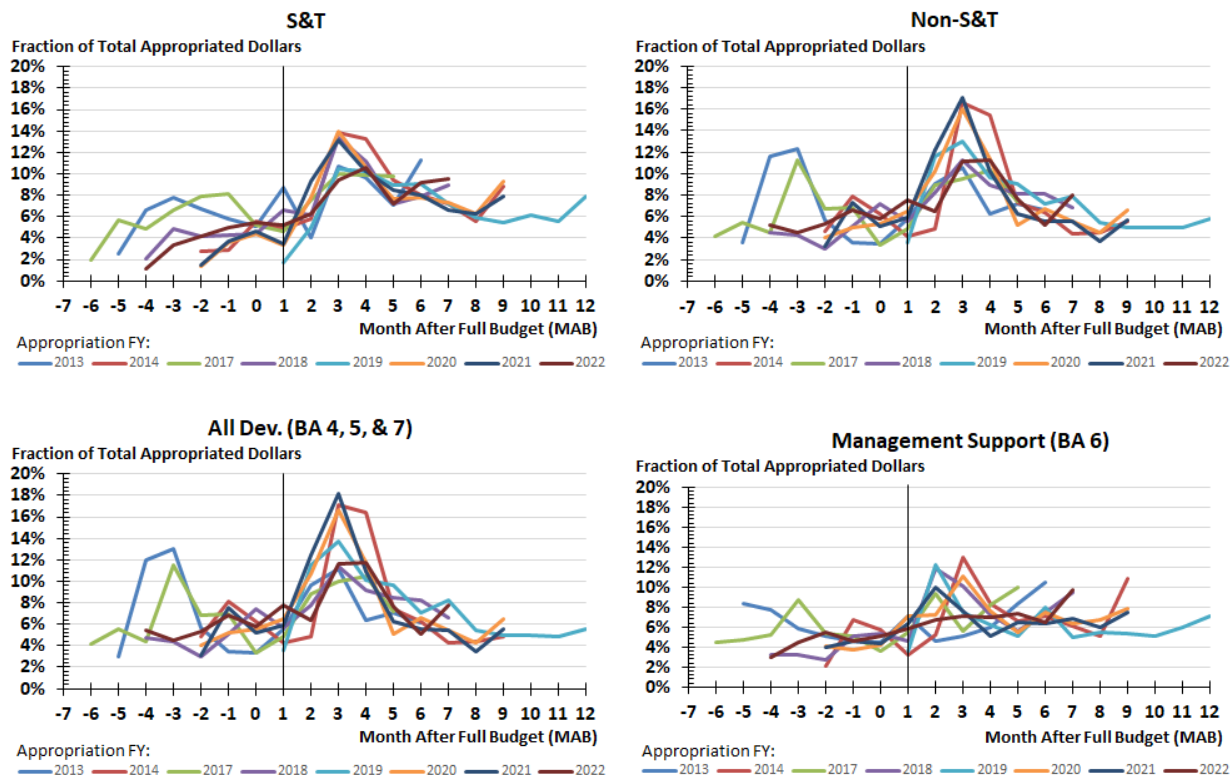 S&T
Fraction of Total Appropriated Dollars
20%
18%
16%
14%
12%
10%
8%
6%
4%
2%
0%
-7 -6 -5 -4 -3 -2 -1 0 1 2 3 4 5 6 7 8 9 10 11 12
Month After Full Budget (MAB)
Appropriation FY:
2013 2014 2017 2018 2019 2020 2021 2022
Non-S&T
Fraction of Total Appropriated Dollars
20%
18%
16%
14%
12%
10%
8%
6%
4%
2%
0%
-7 -6 -5 -4 -3 -2 -1 0 1 2 3 4 5 6 7 8 9 10 11 12
Month After Full Budget (MAB)
Appropriation FY:
2013 2014 2017 2018 2019 2020 2021 2022
All Dev. (BA 4, 5, & 7)
Fraction of Total Appropriated Dollars
20%
18%
16%
14%
12%
10%
8%
6%
4%
2%
0%
-7 -6 -5 -4 -3 -2 -1 0 1 2 3 4 5 6 7 8 9 10 11 12
Month After Full Budget (MAB)
Appropriation FY:
2013 2014 2017 2018 2019 2020 2021 2022
Management Support (BA 6)
Fraction of Total Appropriated Dollars
20%
18%
16%
14%
12%
10%
8%
6%
4%
2%
0%
-7 -6 -5 -4 -3 -2 -1 0 1 2 3 4 5 6 7 8 9 10 11 12
Month After Full Budget (MAB)
Appropriation FY:
2013 2014 2017 2018 2019 2020 2021 2022